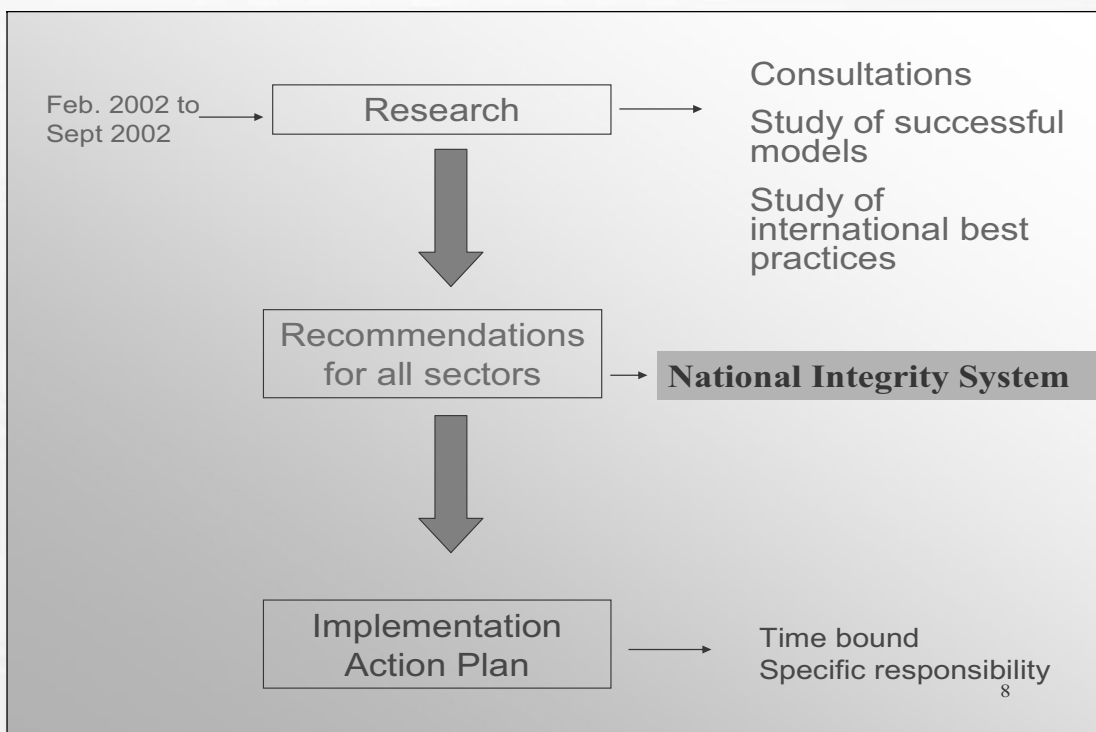 Feb. 2002 to
Sept 2002
Research
Consultations
Study of successful
models
Study of
international best
practices
Recommendations
for all sectors
National Integrity System
Implementation
Action Plan
Time bound
Specific responsibility
8